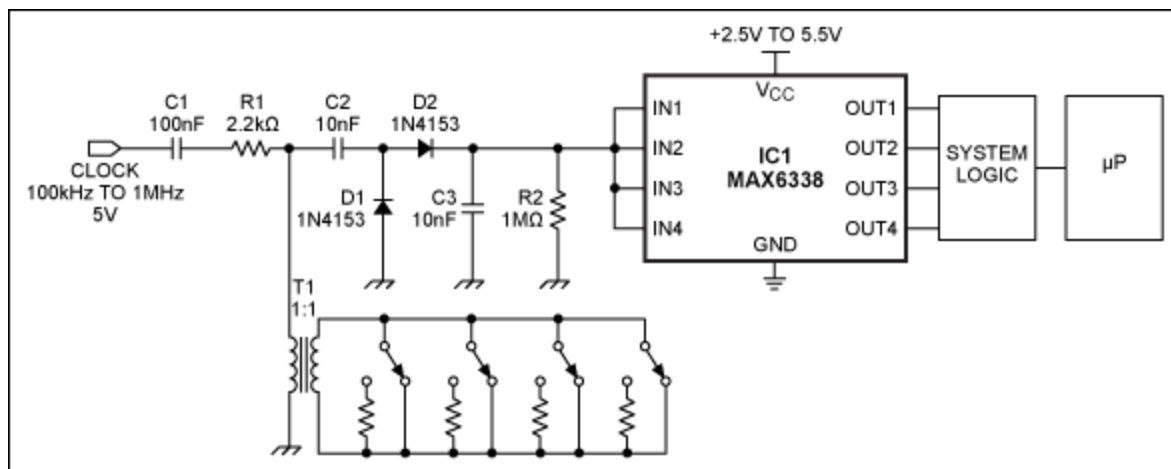 +2.5V TO 5.5V
C1
100nF
R1
2.2kΩ
C2
10nF
D2
1N4153
CLOCK
100kHz TO 1MHz
5V
D1
1N4153
C3
10nF
R2
1MΩ
VCC
IN1
IN2
IN3
IN4
IC1
MAX6338
GND
OUT1
OUT2
OUT3
OUT4
SYSTEM
LOGIC
µP
T1
1:1